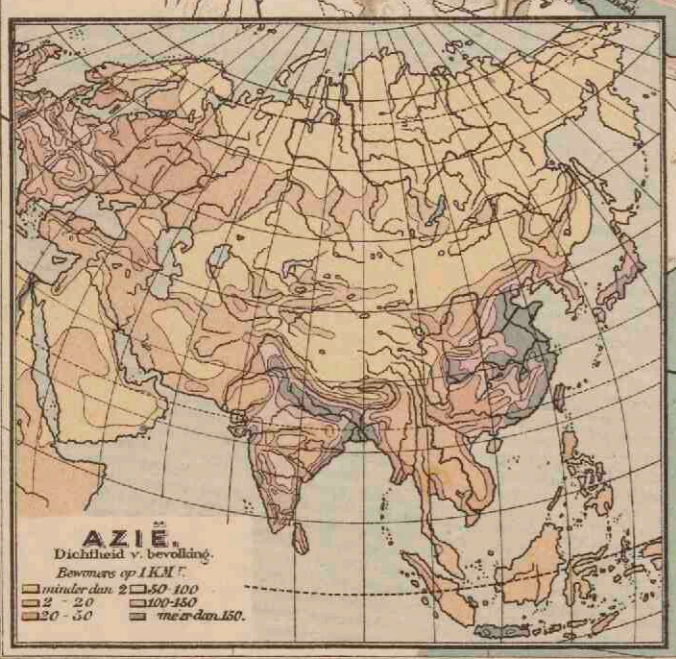 AZIË.
Dichtheid v. bevolking.
Bewoners op 1 KM².
minder dan 2 50-100
2 - 20 100-150
20 - 50 meer dan 150.